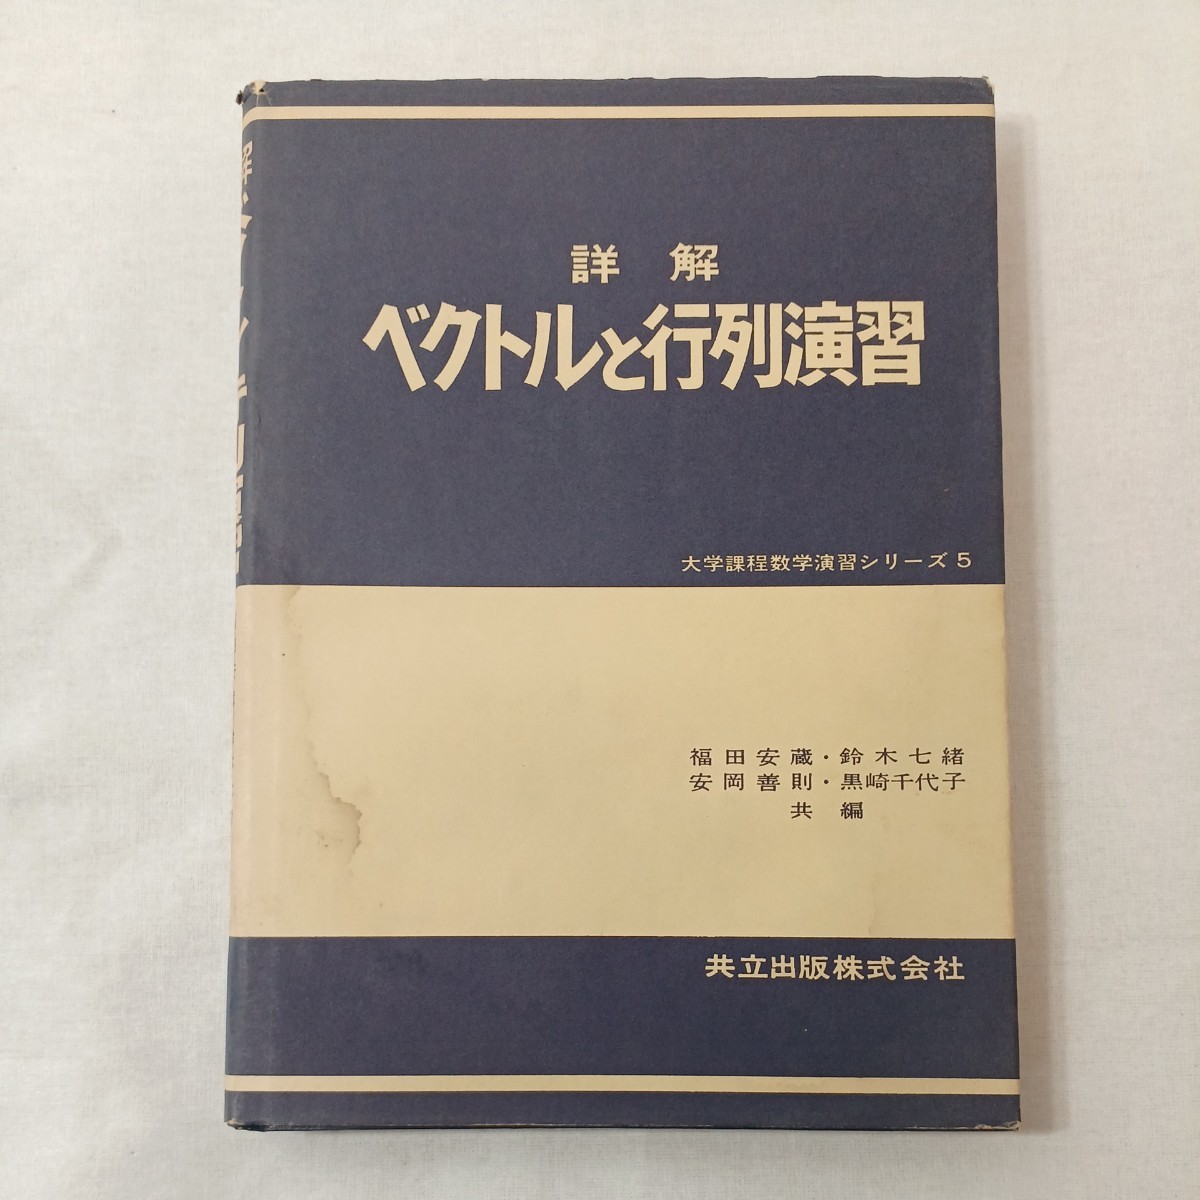 詳解
ベクトルと行列演習
大学課程数学演習シリーズ 5
福田安蔵・鈴木七緒
安岡善則・黒崎千代子
共編
共立出版株式会社